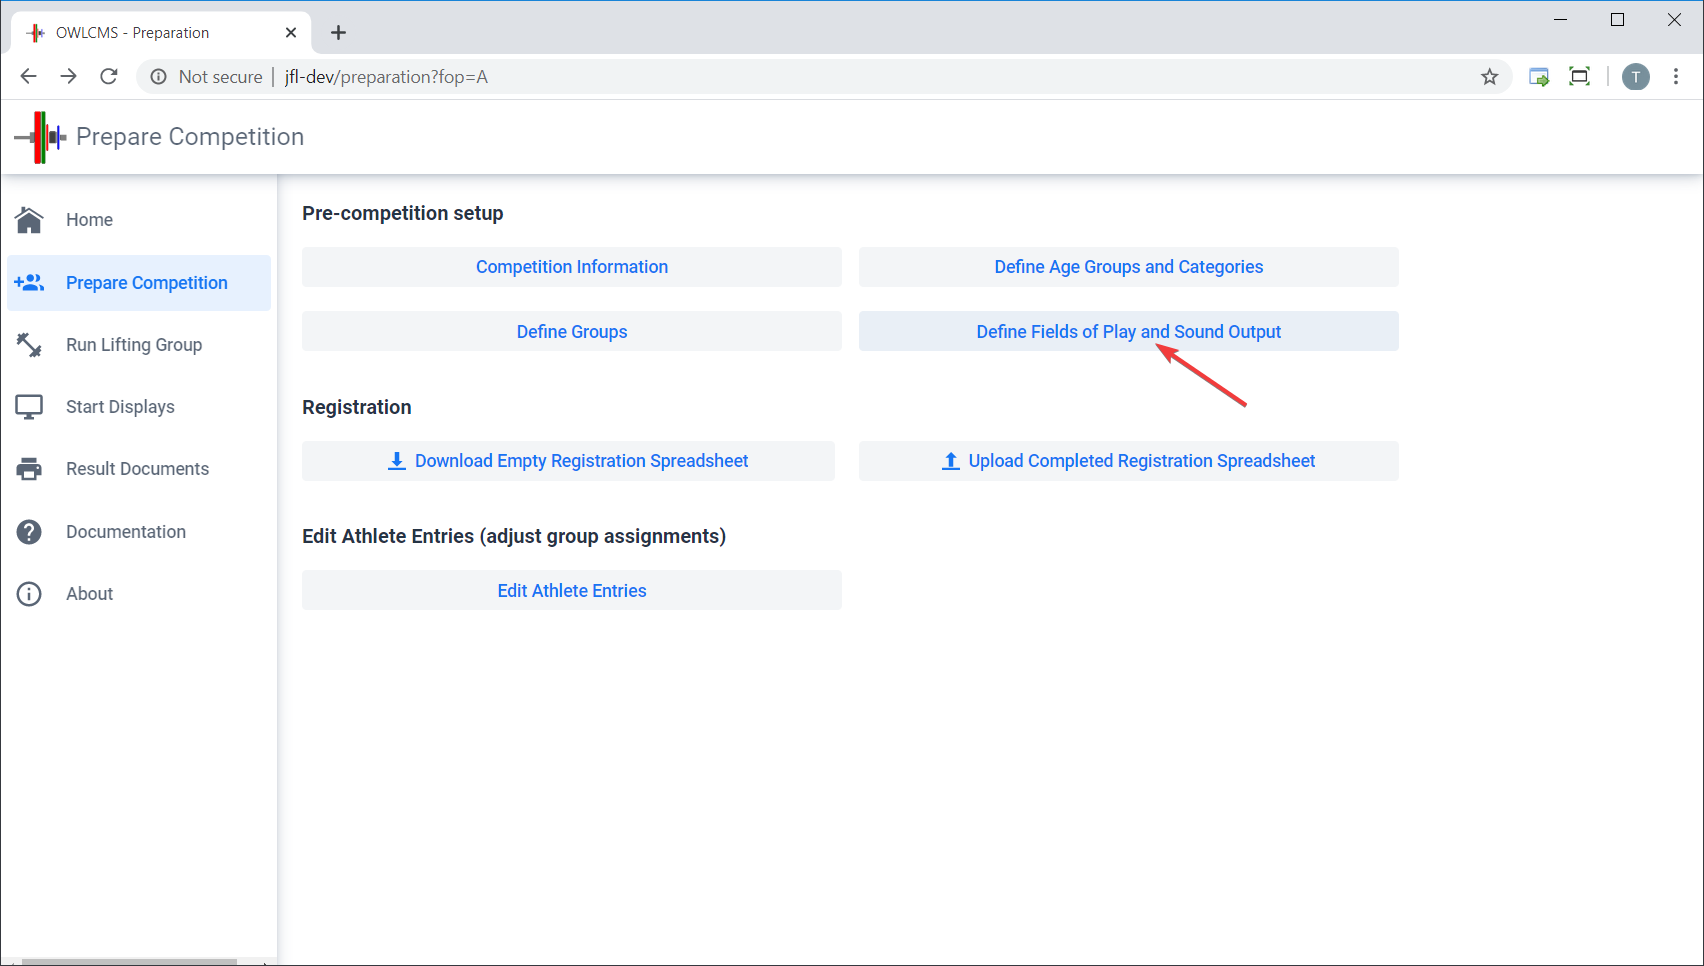 OWLCMS - Preparation
Not secure | jfl-dev/preparation?fop=A
T
Prepare Competition
Home
Prepare Competition
Run Lifting Group
Start Displays
Result Documents
Documentation
About
Pre-competition setup
Competition Information
Define Age Groups and Categories
Define Groups
Define Fields of Play and Sound Output
Registration
Download Empty Registration Spreadsheet
Upload Completed Registration Spreadsheet
Edit Athlete Entries (adjust group assignments)
Edit Athlete Entries